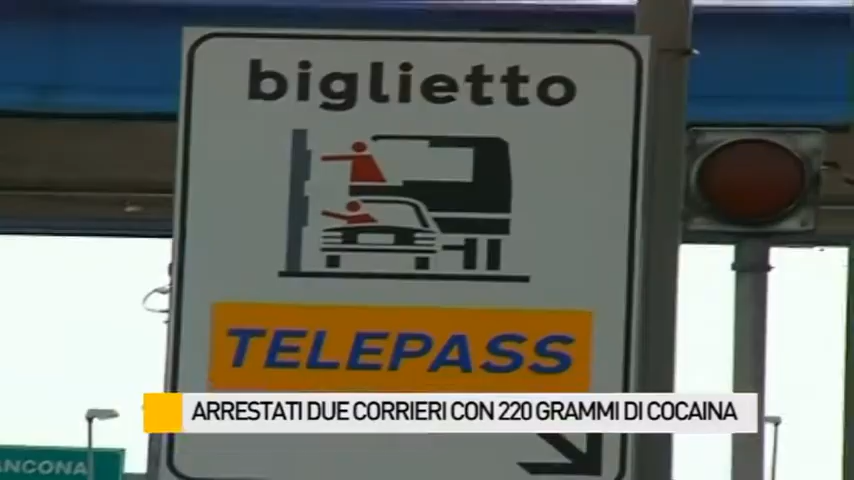 biglietto
TELEPASS
ARRESTATI DUE CORRIERI CON 220 GRAMMI DI COCAINA
ANCONA